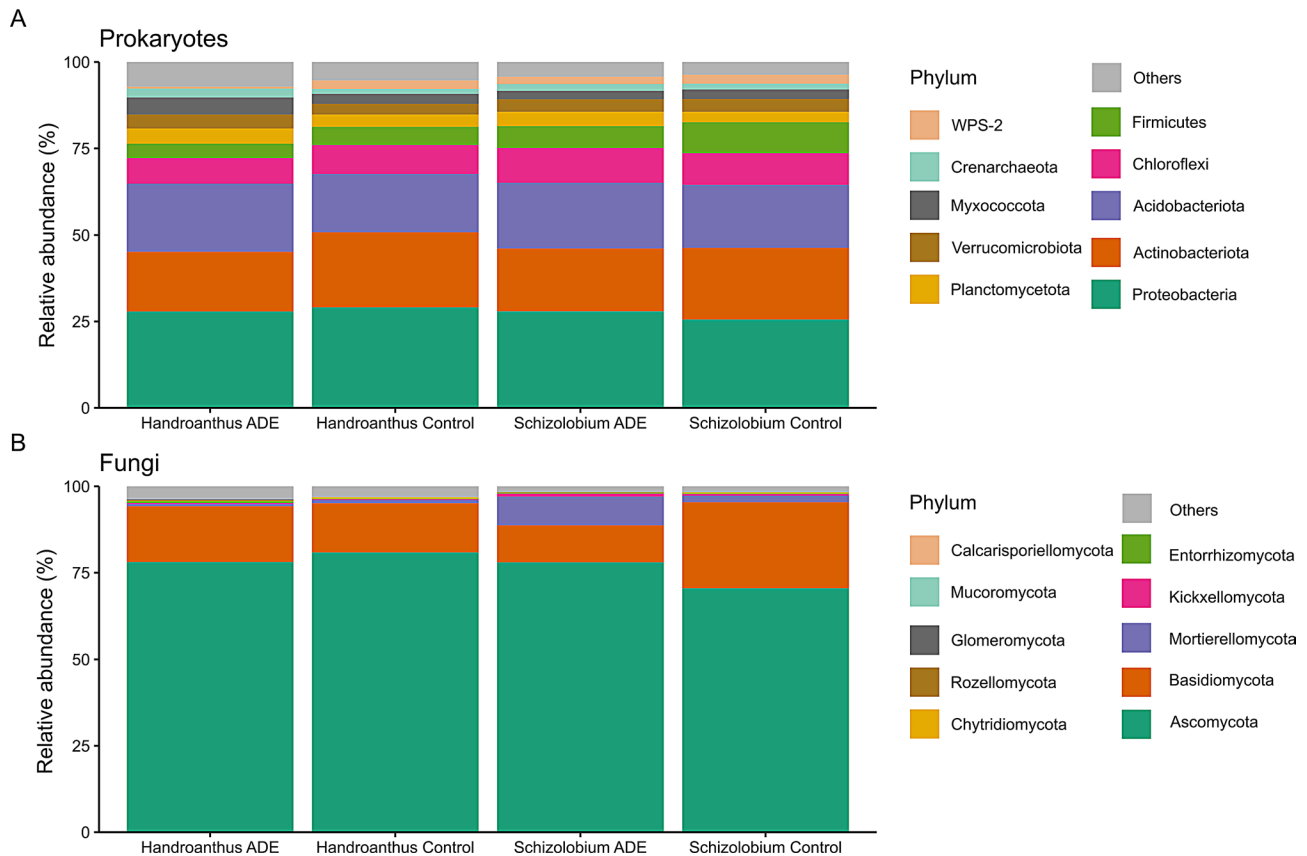 A
Prokaryotes
Relative abundance (%)
100
75
50
25
0
Handroanthus ADE
Handroanthus Control
Schizolobium ADE
Schizolobium Control
Phylum
WPS-2
Crenarchaeota
Myxococcota
Verrucomicrobiota
Planctomycetota
Others
Firmicutes
Chloroflexi
Acidobacteriota
Actinobacteriota
Proteobacteria
B
Fungi
Relative abundance (%)
100
75
50
25
0
Handroanthus ADE
Handroanthus Control
Schizolobium ADE
Schizolobium Control
Phylum
Calcarisporiellomycota
Mucoromycota
Glomeromycota
Rozellomycota
Chytridiomycota
Others
Entorrhizomycota
Kickxellomycota
Mortierellomycota
Basidiomycota
Ascomycota